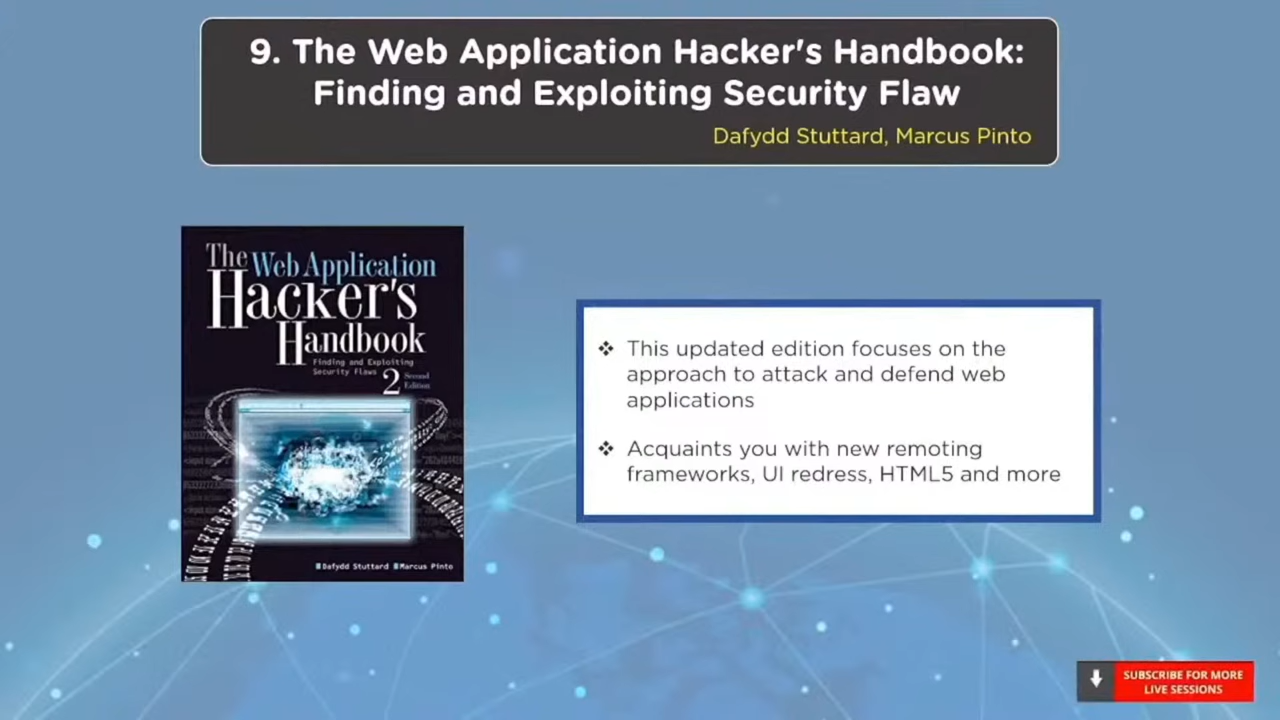 9. The Web Application Hacker's Handbook:
Finding and Exploiting Security Flaw
Dafydd Stuttard, Marcus Pinto
The Web Application
Hacker's
Handbook
Finding and Exploiting
Security Flaws
2 Second
Edition
Dafydd Stuttard Marcus Pinto
❖ This updated edition focuses on the
approach to attack and defend web
applications
❖ Acquaints you with new remoting
frameworks, UI redress, HTML5 and more
SUBSCRIBE FOR MORE
LIVE SESSIONS